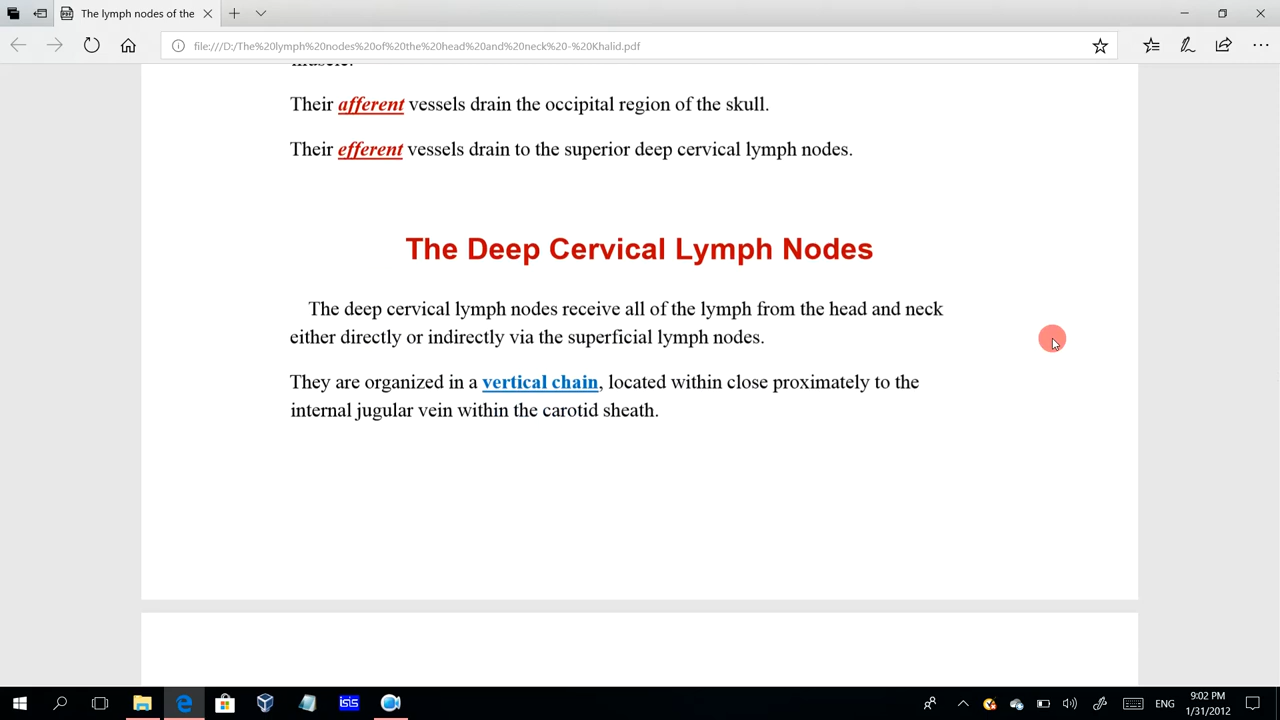 The lymph nodes of the
file:///D:/The%20lymph%20nodes%20of%20the%20head%20and%20neck%20-%20Khalid.pdf
muscle.
Their afferent vessels drain the occipital region of the skull.
Their efferent vessels drain to the superior deep cervical lymph nodes.
The Deep Cervical Lymph Nodes
The deep cervical lymph nodes receive all of the lymph from the head and neck
either directly or indirectly via the superficial lymph nodes.
They are organized in a vertical chain, located within close proximately to the
internal jugular vein within the carotid sheath.
isis
ENG
9:02 PM
1/31/2012